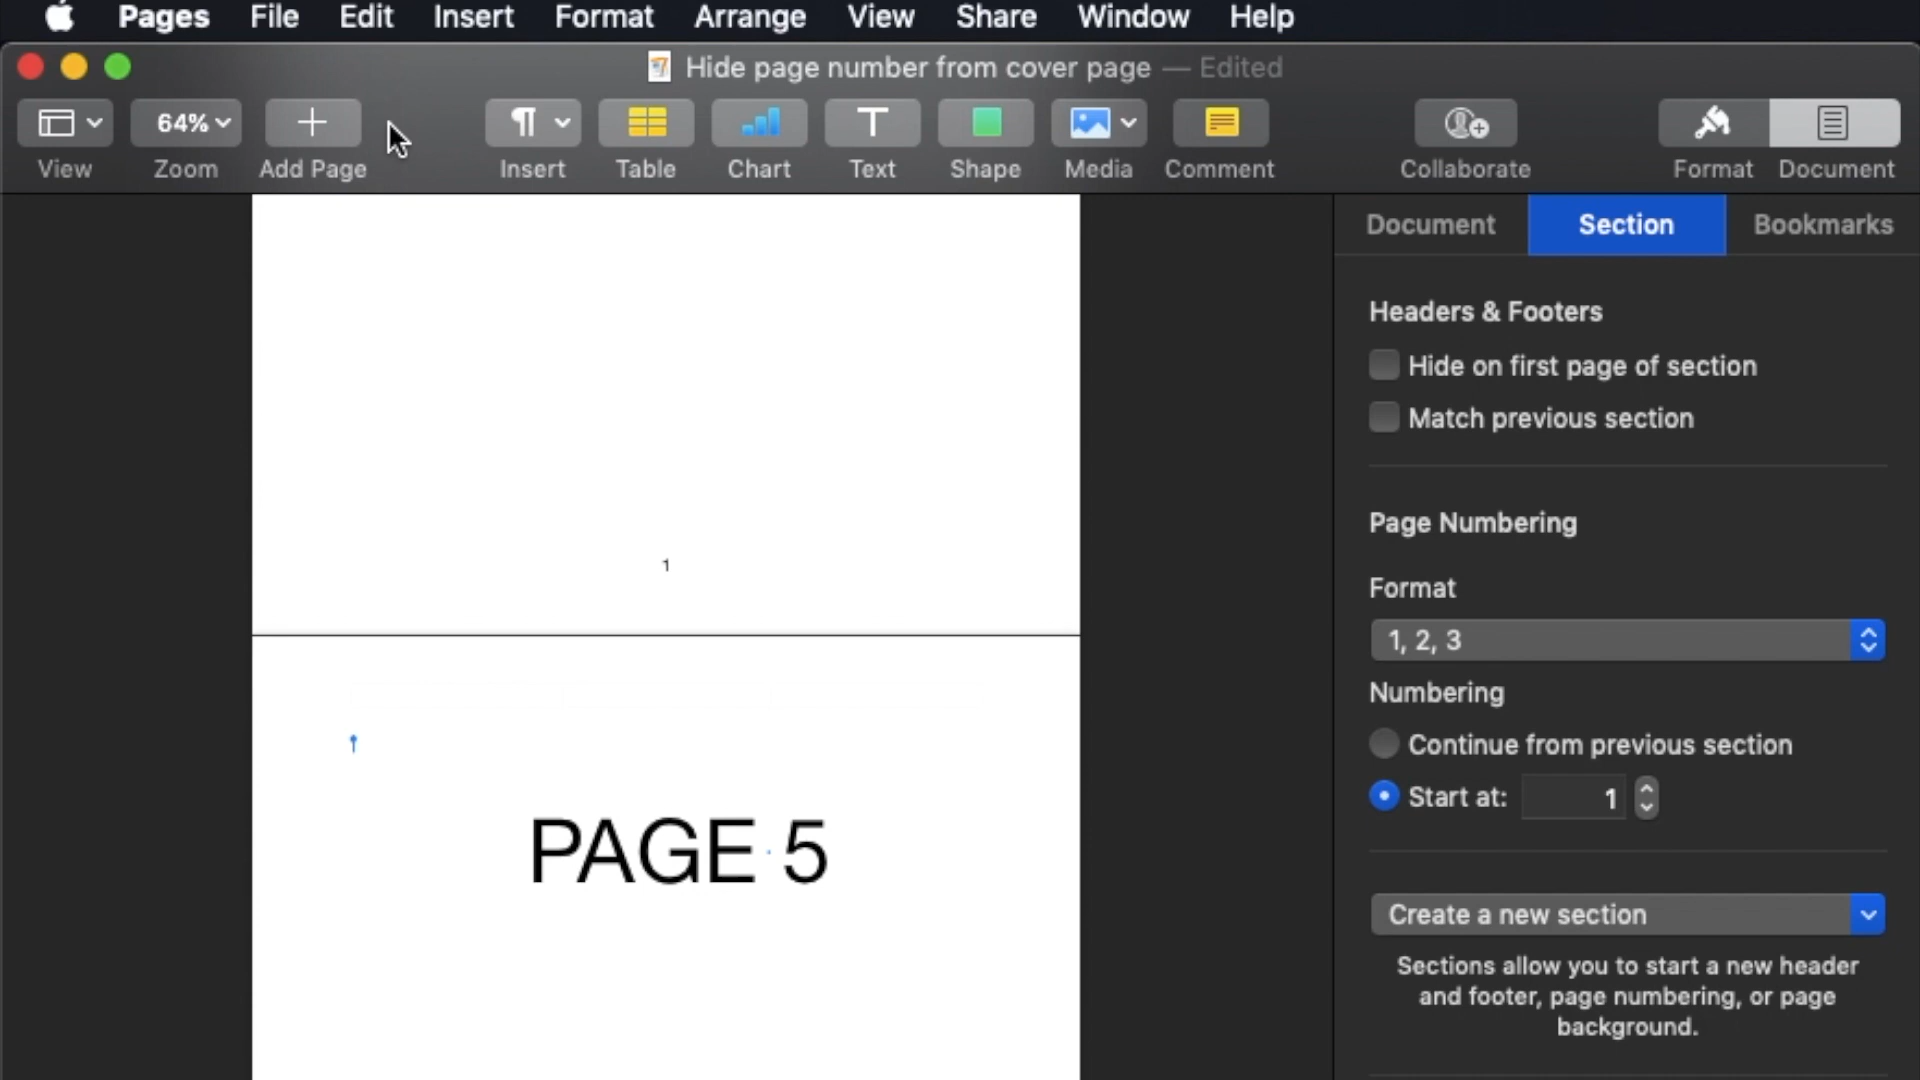 Pages File Edit Insert Format Arrange View Share Window Help
Hide page number from cover page — Edited
64%
View Zoom Add Page Insert Table Chart Text Shape Media Comment Collaborate Format Document
Document Section Bookmarks
Headers & Footers
Hide on first page of section
Match previous section
Page Numbering
Format
1, 2, 3
Numbering
Continue from previous section
Start at: 1
Create a new section
Sections allow you to start a new header
and footer, page numbering, or page
background.
1
PAGE 5